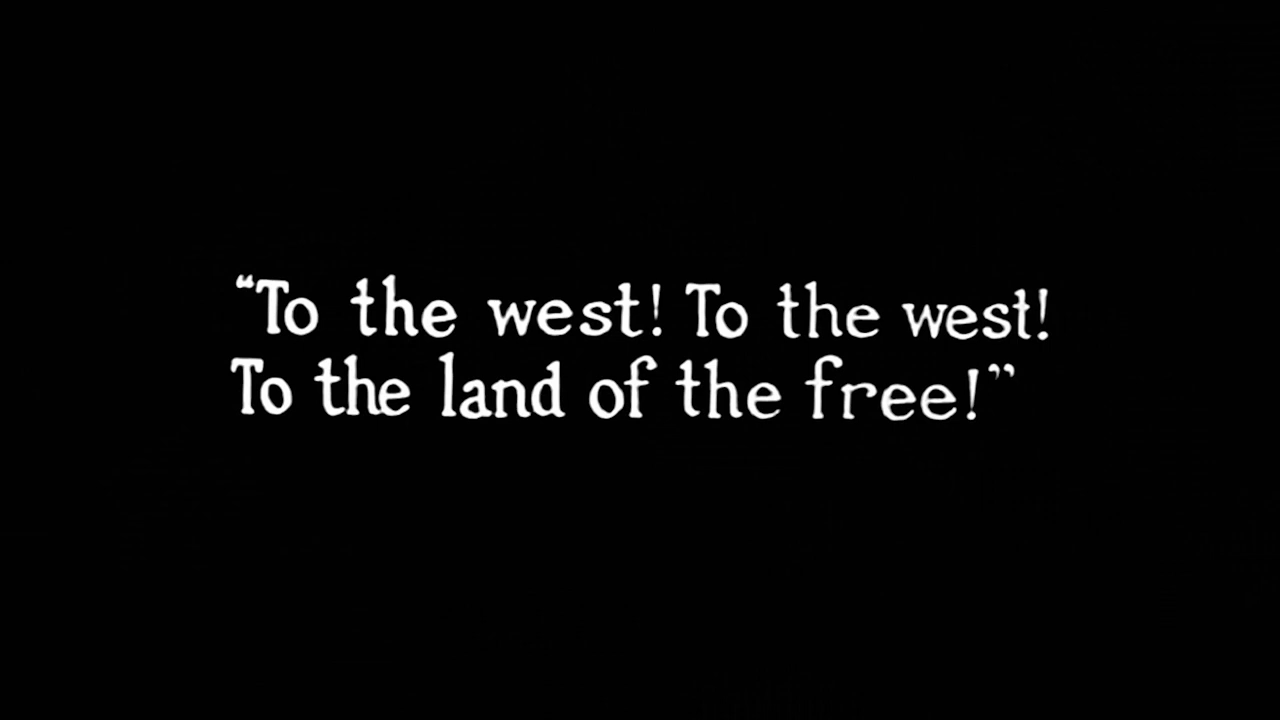 “To the west! To the west!
To the land of the free!”